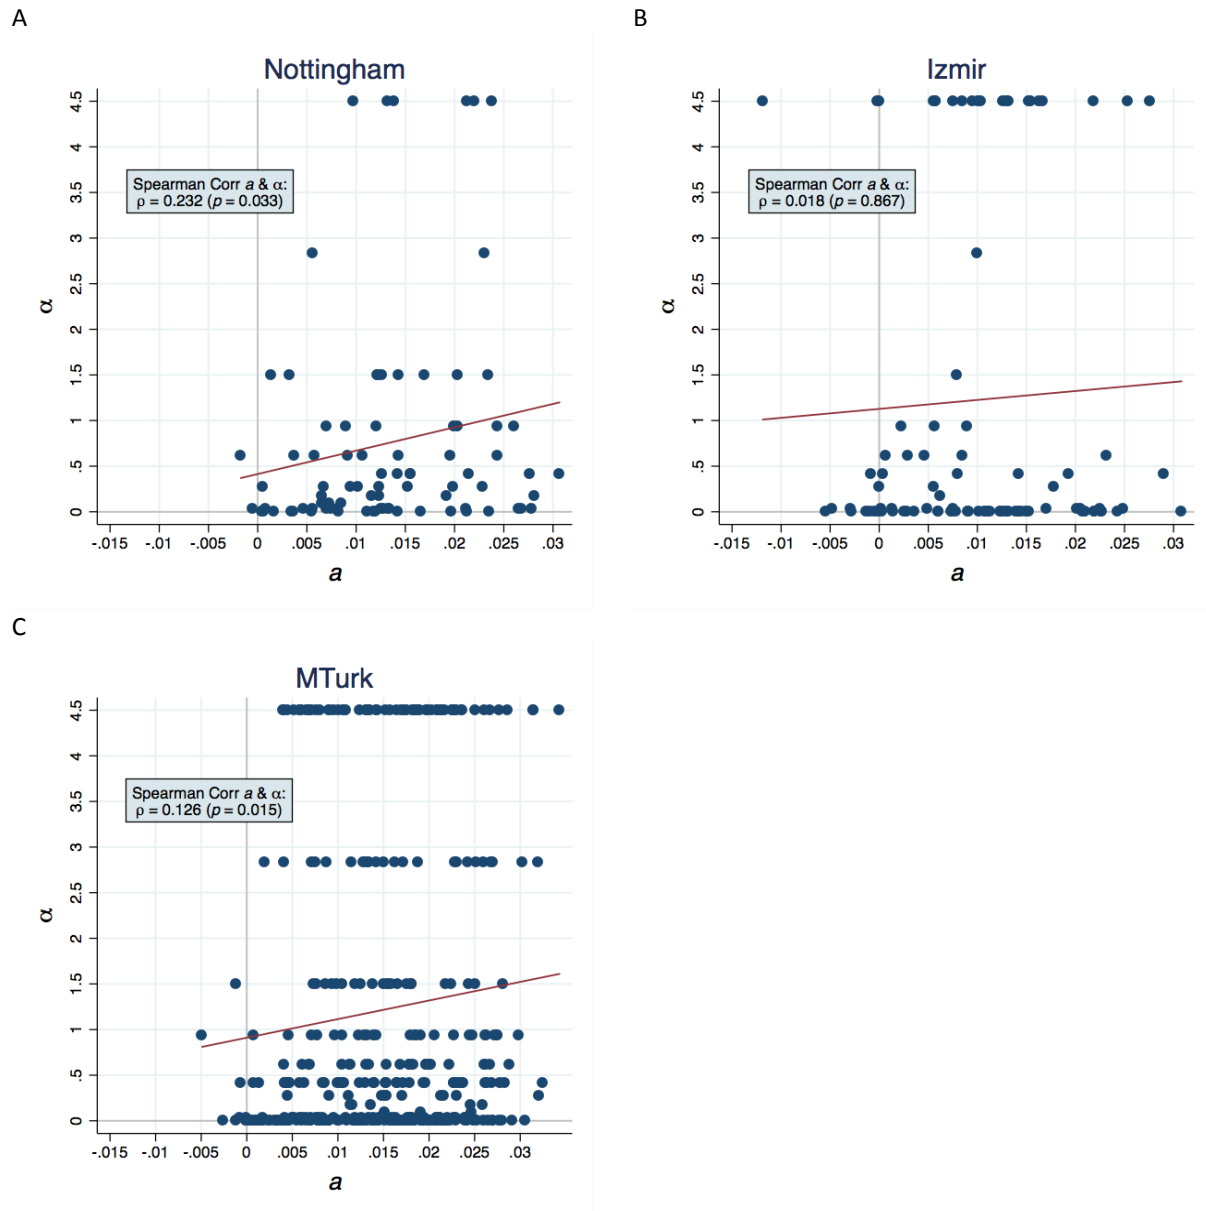 A
Nottingham
4.5
4
3.5
3
2.5
2
1.5
1
.5
0
α
Spearman Corr a & α:
ρ = 0.232 (p = 0.033)
-.015 -.01 -.005 0 .005 .01 .015 .02 .025 .03
a
B
Izmir
4.5
4
3.5
3
2.5
2
1.5
1
.5
0
α
Spearman Corr a & α:
ρ = 0.018 (p = 0.867)
-.015 -.01 -.005 0 .005 .01 .015 .02 .025 .03
a
C
MTurk
4.5
4
3.5
3
2.5
2
1.5
1
.5
0
α
Spearman Corr a & α:
ρ = 0.126 (p = 0.015)
-.015 -.01 -.005 0 .005 .01 .015 .02 .025 .03
a